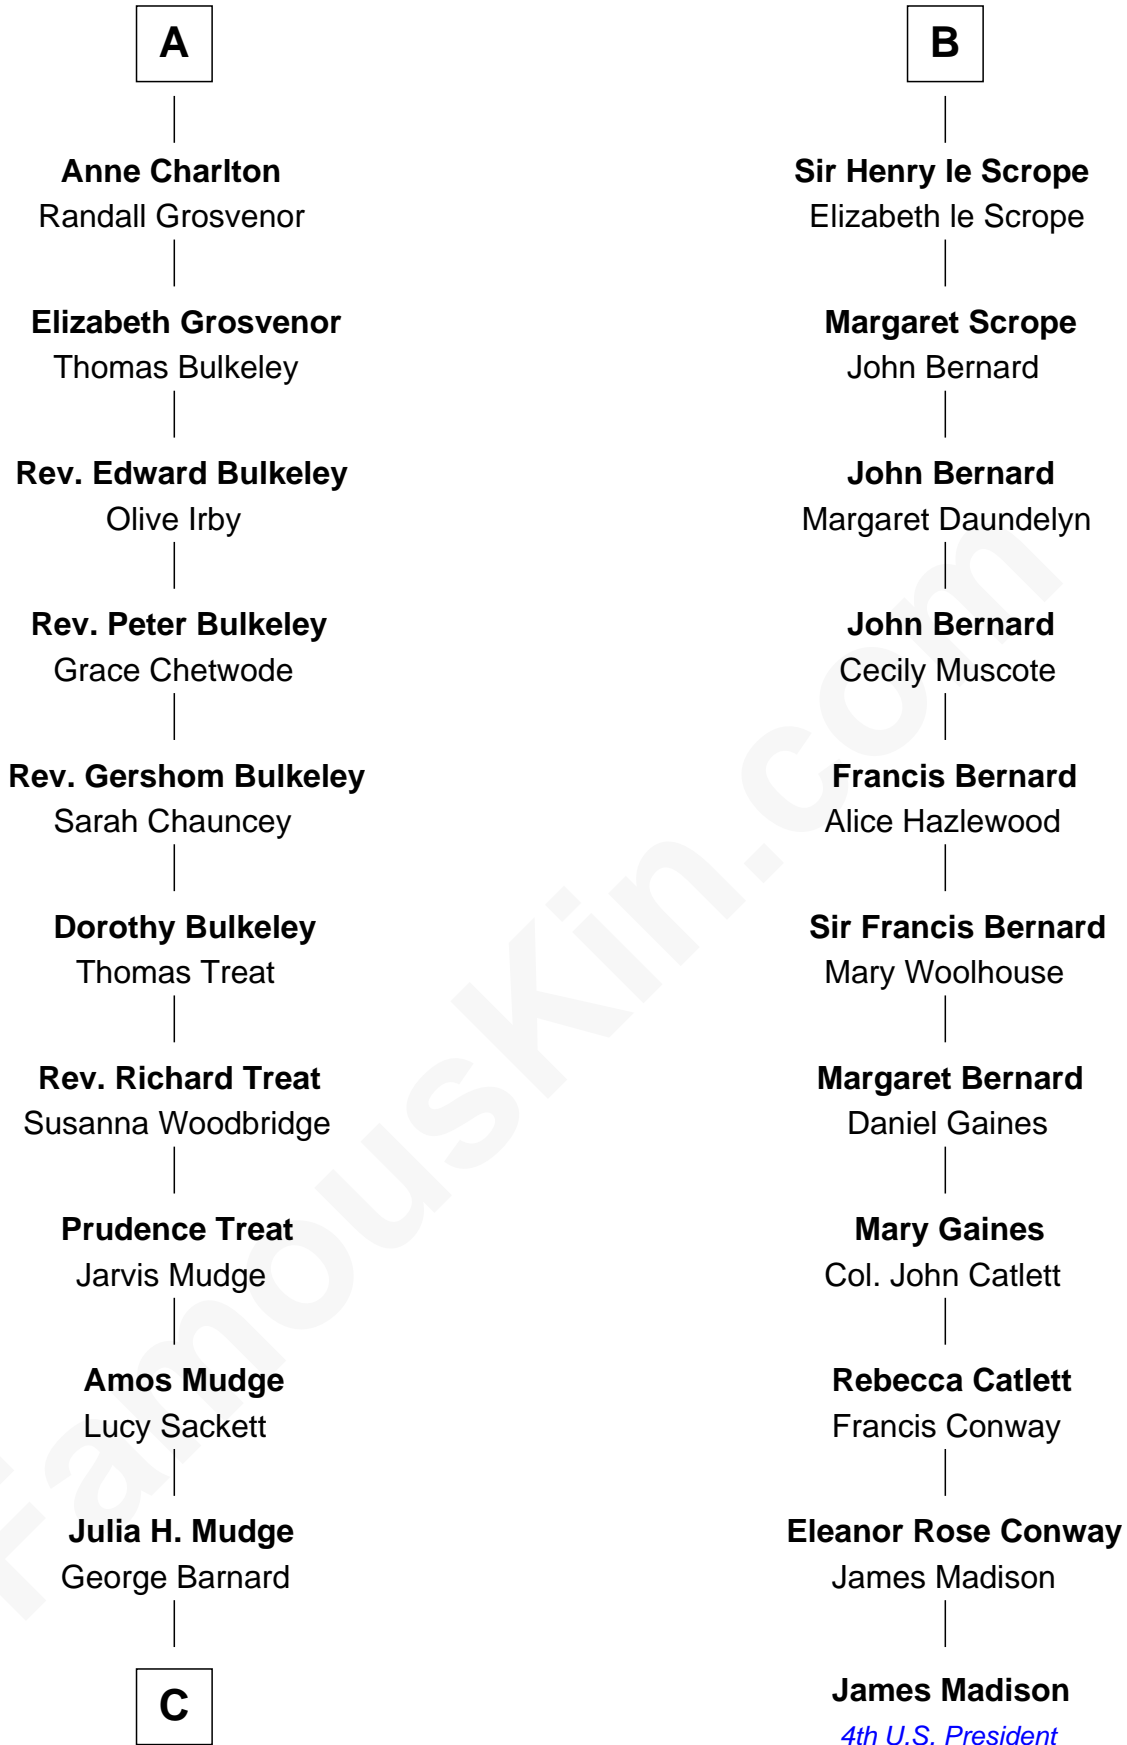 A
Anne Charlton
Randall Grosvenor
Elizabeth Grosvenor
Thomas Bulkeley
Rev. Edward Bulkeley
Olive Irby
Rev. Peter Bulkeley
Grace Chetwode
Rev. Gershom Bulkeley
Sarah Chauncey
Dorothy Bulkeley
Thomas Treat
Rev. Richard Treat
Susanna Woodbridge
Prudence Treat
Jarvis Mudge
Amos Mudge
Lucy Sackett
Julia H. Mudge
George Barnard
C
B
Sir Henry le Scrope
Elizabeth le Scrope
Margaret Scrope
John Bernard
John Bernard
Margaret Daundelyn
John Bernard
Cecily Muscote
Francis Bernard
Alice Hazlewood
Sir Francis Bernard
Mary Woolhouse
Margaret Bernard
Daniel Gaines
Mary Gaines
Col. John Catlett
Rebecca Catlett
Francis Conway
Eleanor Rose Conway
James Madison
James Madison
4th U.S. President
FamousKin.com